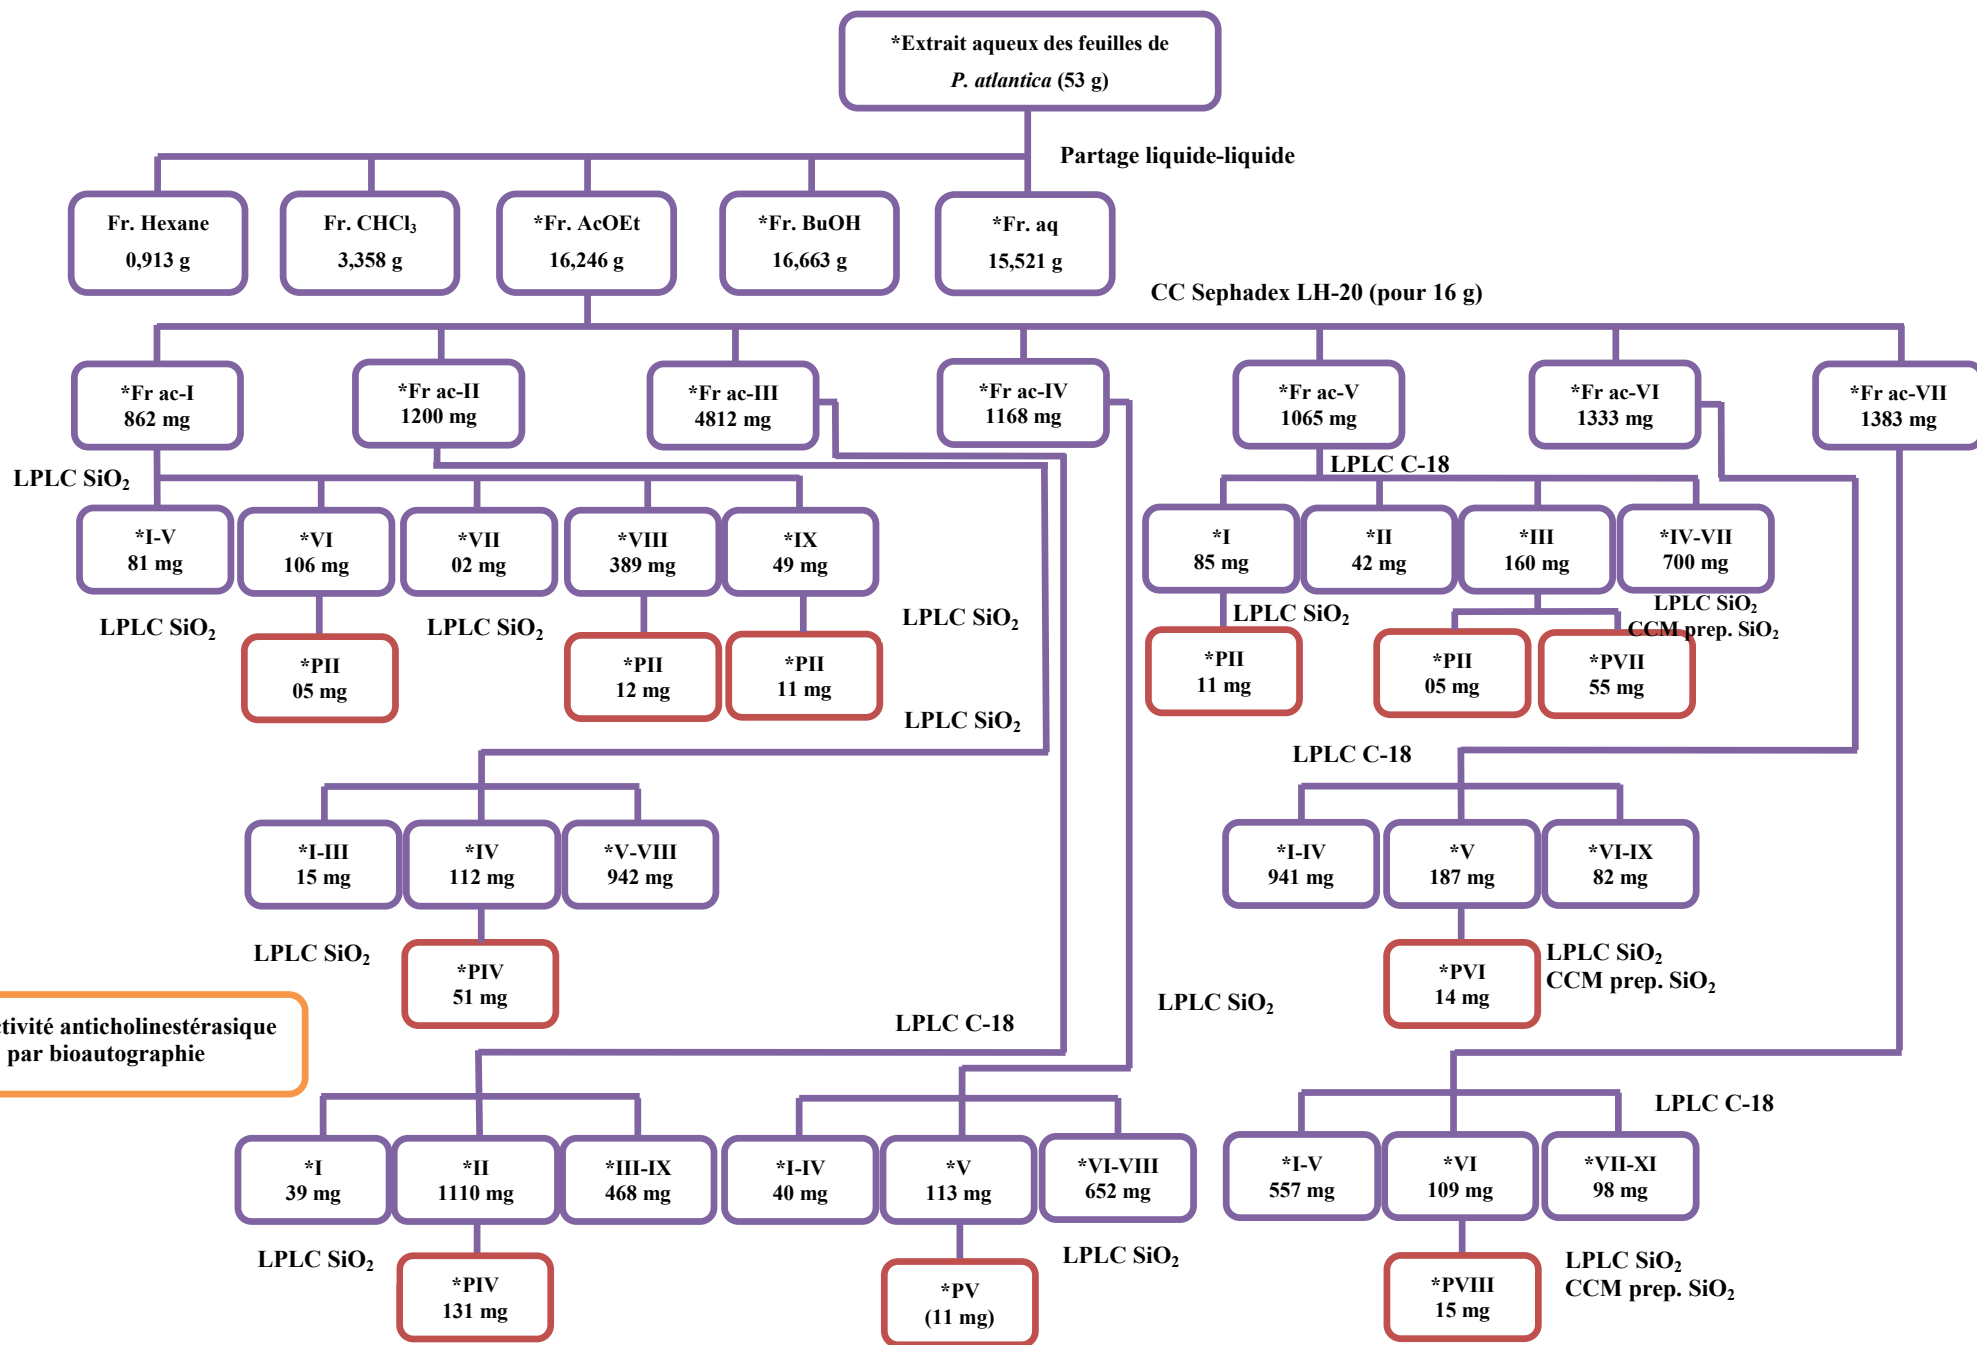 *Extrait aqueux des feuilles de
P. atlantica (53 g)
Partage liquide-liquide
Fr. Hexane
0,913 g
Fr. CHCl₃
3,358 g
*Fr. AcOEt
16,246 g
*Fr. BuOH
16,663 g
*Fr. aq
15,521 g
CC Sephadex LH-20 (pour 16 g)
*Fr ac-I
862 mg
*Fr ac-II
1200 mg
*Fr ac-III
4812 mg
*Fr ac-IV
1168 mg
*Fr ac-V
1065 mg
*Fr ac-VI
1333 mg
*Fr ac-VII
1383 mg
LPLC SiO₂
LPLC C-18
*I-V
81 mg
*VI
106 mg
*VII
02 mg
*VIII
389 mg
*IX
49 mg
*I
85 mg
*II
42 mg
*III
160 mg
*IV-VII
700 mg
LPLC SiO₂
LPLC SiO₂
LPLC SiO₂
LPLC SiO₂
LPLC SiO₂
CCM prep. SiO₂
*PII
05 mg
*PII
12 mg
*PII
11 mg
*PII
11 mg
*PII
05 mg
*PVII
55 mg
LPLC SiO₂
LPLC C-18
*I-III
15 mg
*IV
112 mg
*V-VIII
942 mg
*I-IV
941 mg
*V
187 mg
*VI-IX
82 mg
LPLC SiO₂
*PIV
51 mg
*PVI
14 mg
LPLC SiO₂
CCM prep. SiO₂
LPLC SiO₂
LPLC C-18
ctivité anticholinestérasique
par bioautographie
LPLC C-18
*I
39 mg
*II
1110 mg
*III-IX
468 mg
*I-IV
40 mg
*V
113 mg
*VI-VIII
652 mg
*I-V
557 mg
*VI
109 mg
*VII-XI
98 mg
LPLC SiO₂
LPLC SiO₂
LPLC SiO₂
CCM prep. SiO₂
*PIV
131 mg
*PV
(11 mg)
*PVIII
15 mg